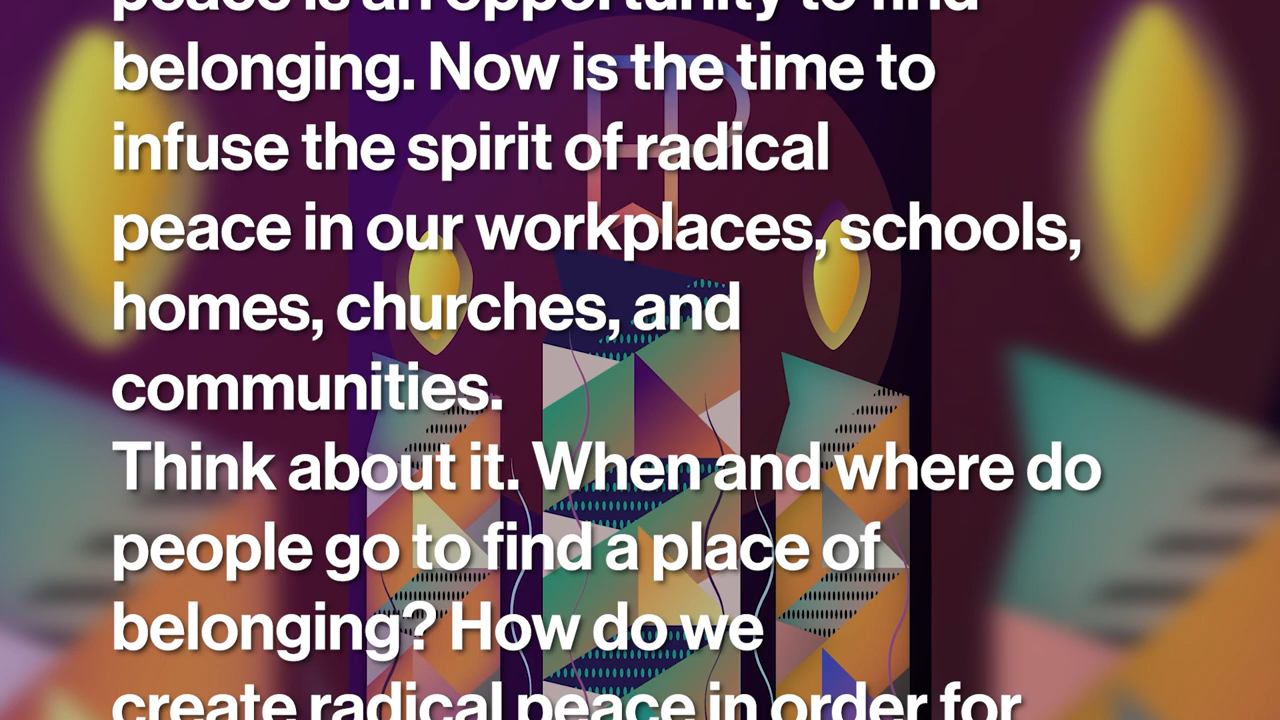 peace is an opportunity to find
belonging. Now is the time to
infuse the spirit of radical
peace in our workplaces, schools,
homes, churches, and
communities.
Think about it. When and where do
people go to find a place of
belonging? How do we
create radical peace in order for